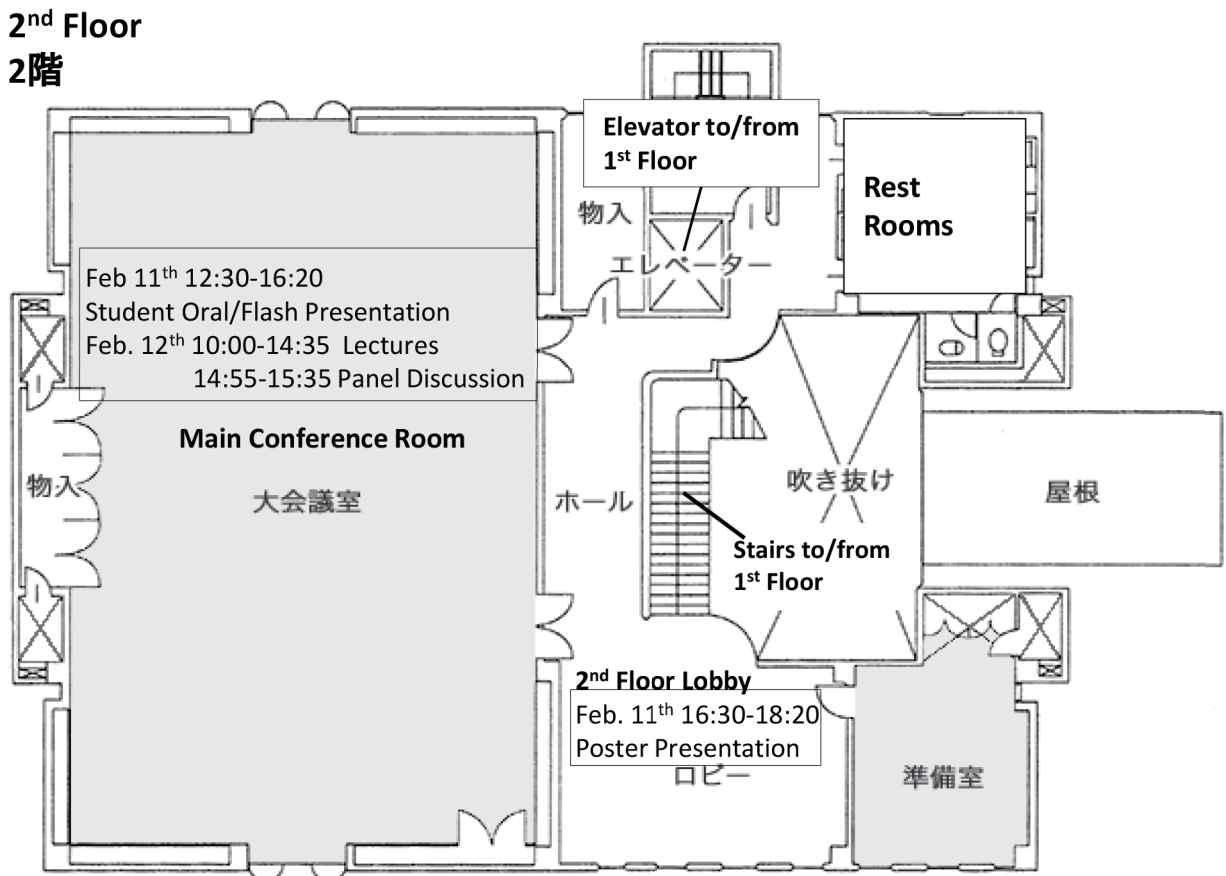 2nd Floor
2階
Elevator to/from
1st Floor
Rest
Rooms
物入
エレベーター
Feb 11th 12:30-16:20
Student Oral/Flash Presentation
Feb. 12th 10:00-14:35 Lectures
14:55-15:35 Panel Discussion
Main Conference Room
物入
大会議室
ホール
吹き抜け
屋根
Stairs to/from
1st Floor
2nd Floor Lobby
Feb. 11th 16:30-18:20
Poster Presentation
ロビー
準備室